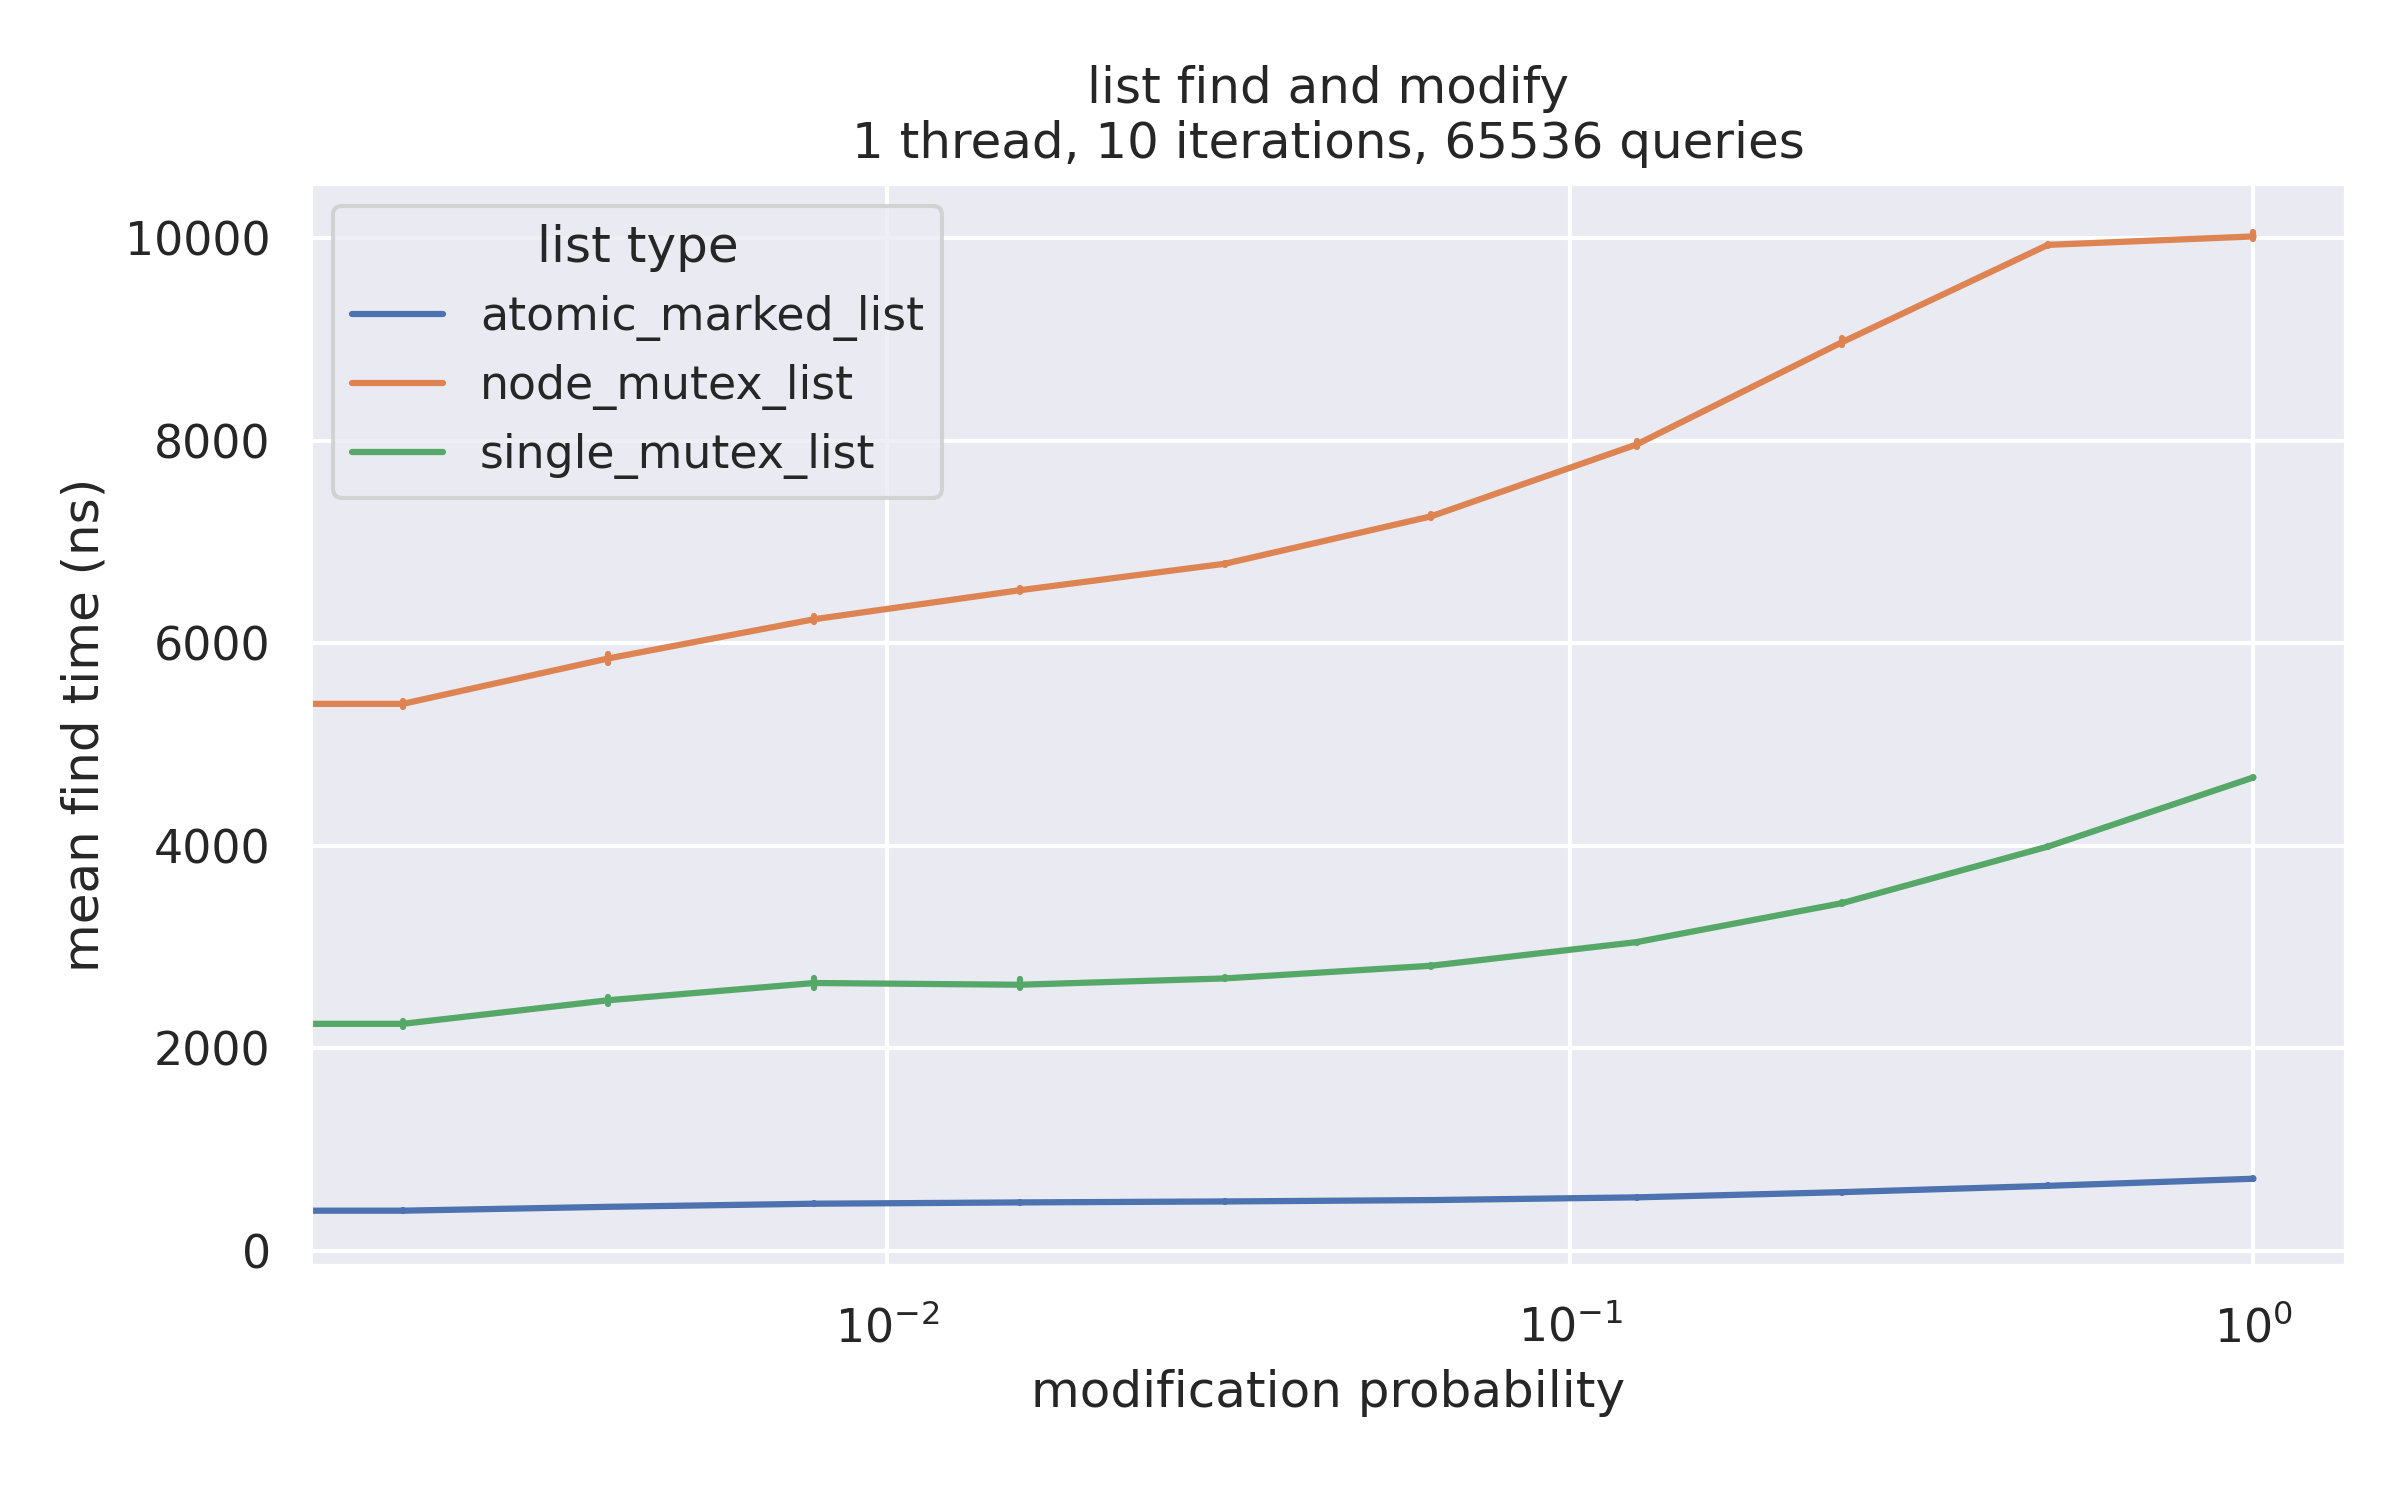 list find and modify
1 thread, 10 iterations, 65536 queries
list type
atomic_marked_list
node_mutex_list
single_mutex_list
mean find time (ns)
10000
8000
6000
4000
2000
0
10⁻² 10⁻¹ 10⁰
modification probability